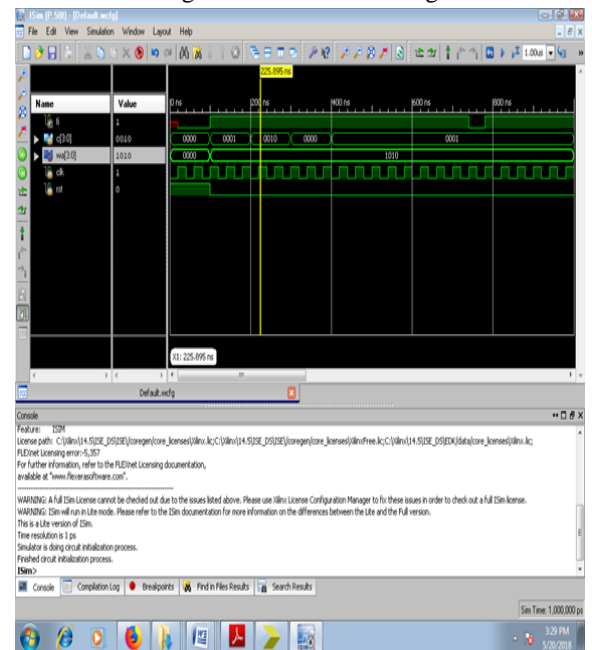 ISim (P.58f) - [Default.wcfg]
File Edit View Simulation Window Layout Help
1.00us
225.895 ns
Name Value
0 ns 200 ns 400 ns 600 ns 800 ns
fi 1
c[3:0] 0010 0000 0001 0010 0000 0001
wa[3:0] 1010 0000 1010
clk 1
rst 0
X1: 225.895 ns
Default.wcfg
Console
Feature: ISIM
License path: C:\Xilinx\14.5\ISE_DS\ISE\coregen/core_licenses\Xilinx.lic;C:\Xilinx\14.5\ISE_DS\ISE\coregen/core_licenses\XilinxFree.lic;C:\Xilinx\14.5\ISE_DS\EDK/data/core_licenses\Xilinx.lic;
FLEXnet Licensing error:-5,357
For further information, refer to the FLEXnet Licensing documentation,
available at "www.flexerasoftware.com".
WARNING: A full ISim License cannot be checked out due to the issues listed above. Please use Xilinx License Configuration Manager to fix these issues in order to check out a full ISim license.
WARNING: ISim will run in Lite mode. Please refer to the ISim documentation for more information on the differences between the Lite and the Full version.
This is a Lite version of ISim.
Time resolution is 1 ps
Simulator is doing circuit initialization process.
Finished circuit initialization process.
ISim>
Console Compilation Log Breakpoints Find in Files Results Search Results
Sim Time: 1,000,000 ps
3:29 PM
5/20/2018